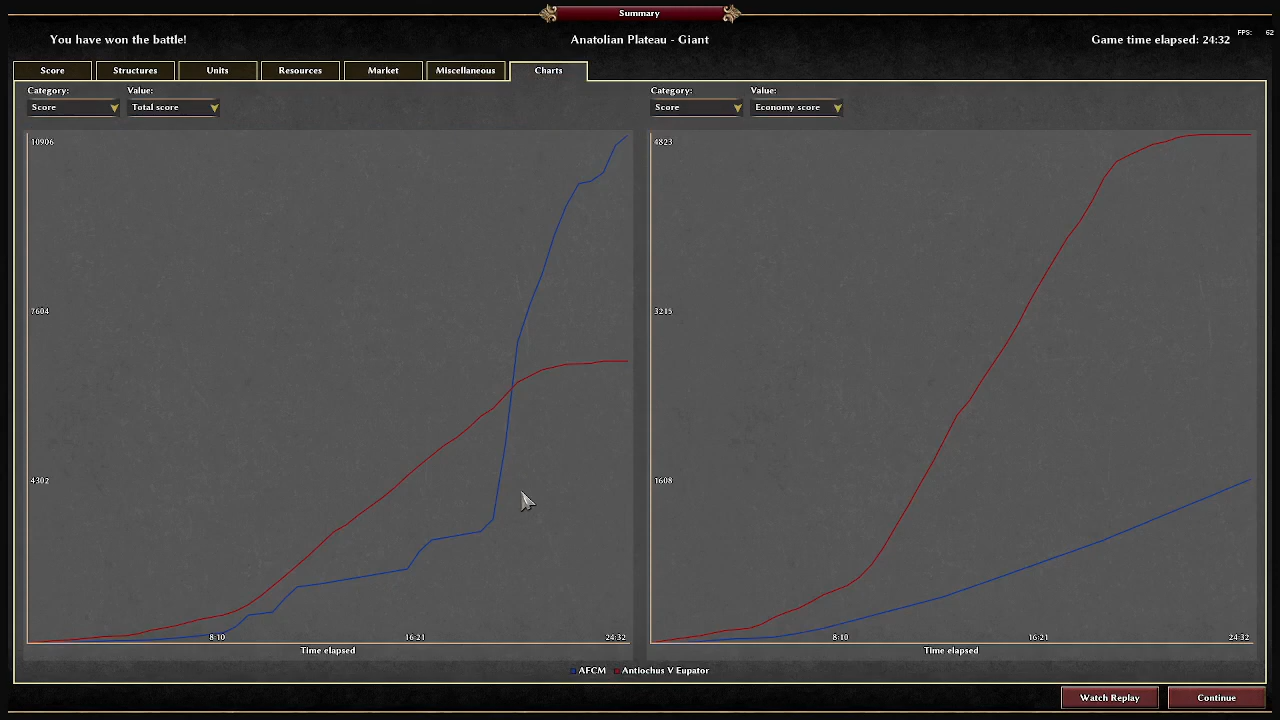 Summary
You have won the battle!
Anatolian Plateau - Giant
Game time elapsed: 24:32
FPS: 62
Score
Structures
Units
Resources
Market
Miscellaneous
Charts
Category:
Value:
Score
Total score
Category:
Value:
Score
Economy score
10906
7604
4302
8:10
16:21
24:32
Time elapsed
4823
3215
1608
8:10
16:21
24:32
Time elapsed
AFCM
Antiochus V Eupator
Watch Replay
Continue